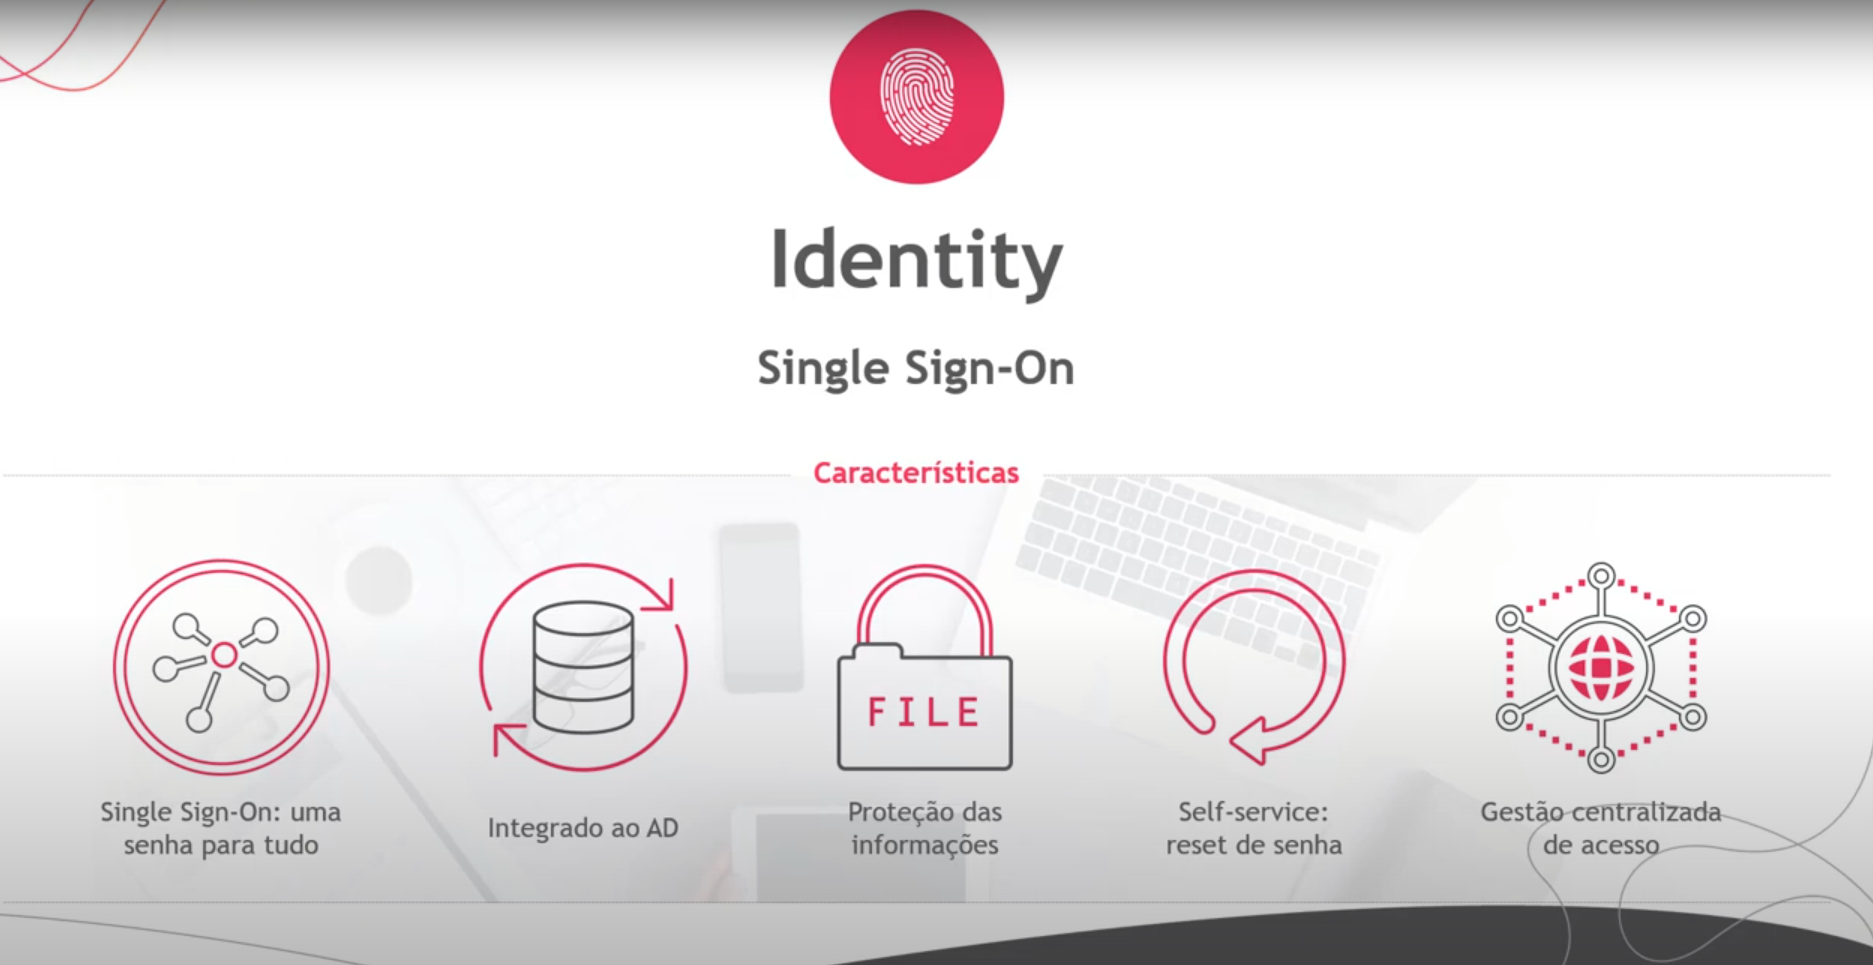 Identity
Single Sign-On
Características
FILE
Single Sign-On: uma
senha para tudo
Integrado ao AD
Proteção das
informações
Self-service:
reset de senha
Gestão centralizada
de acesso